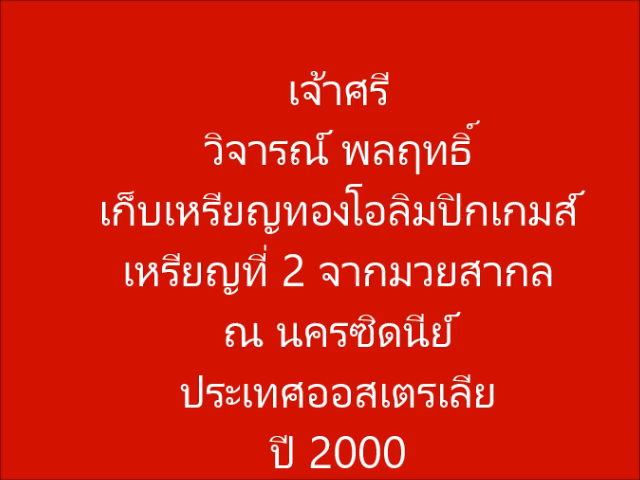 เจ้าศรี
วิจารณ์ พลฤทธิ์
เก็บเหรียญทองโอลิมปิกเกมส์
เหรียญที่ 2 จากมวยสากล
ณ นครซิดนีย์
ประเทศออสเตรเลีย
ปี 2000